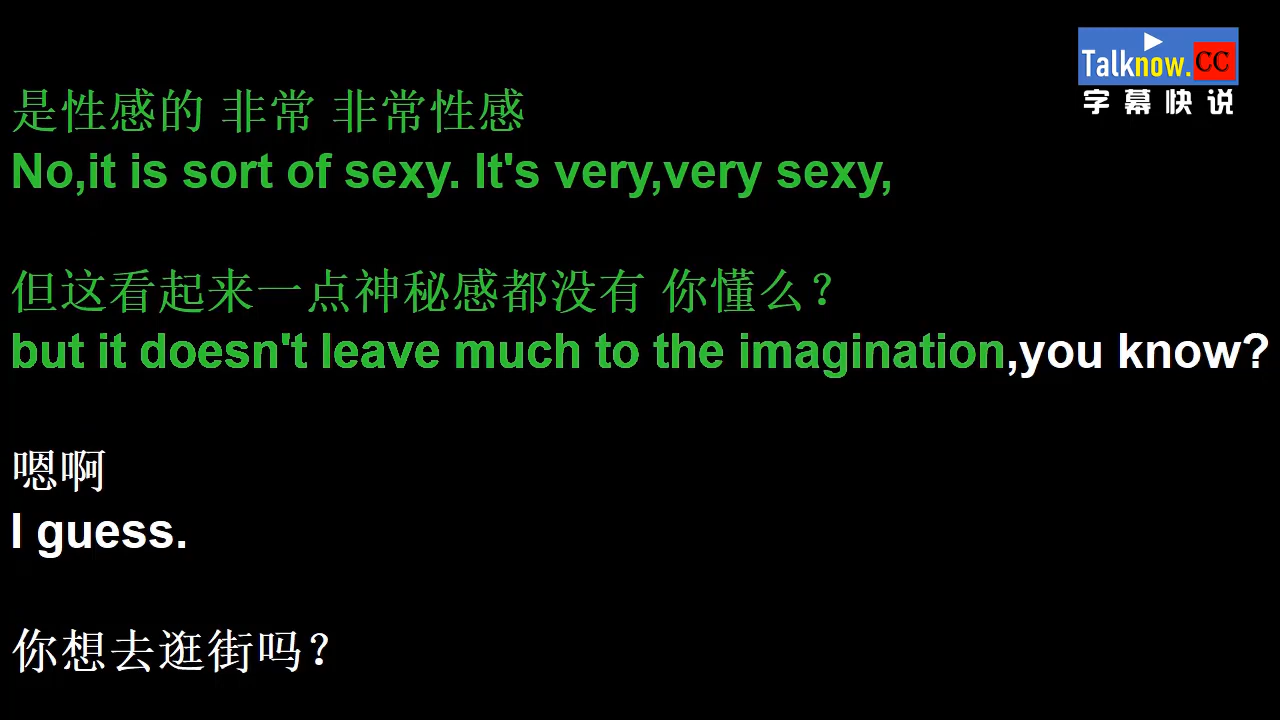 Talknow.CC
字幕快说
是性感的 非常 非常性感
No,it is sort of sexy. It's very,very sexy,
但这看起来一点神秘感都没有 你懂么？
but it doesn't leave much to the imagination,you know?
嗯啊
I guess.
你想去逛街吗？